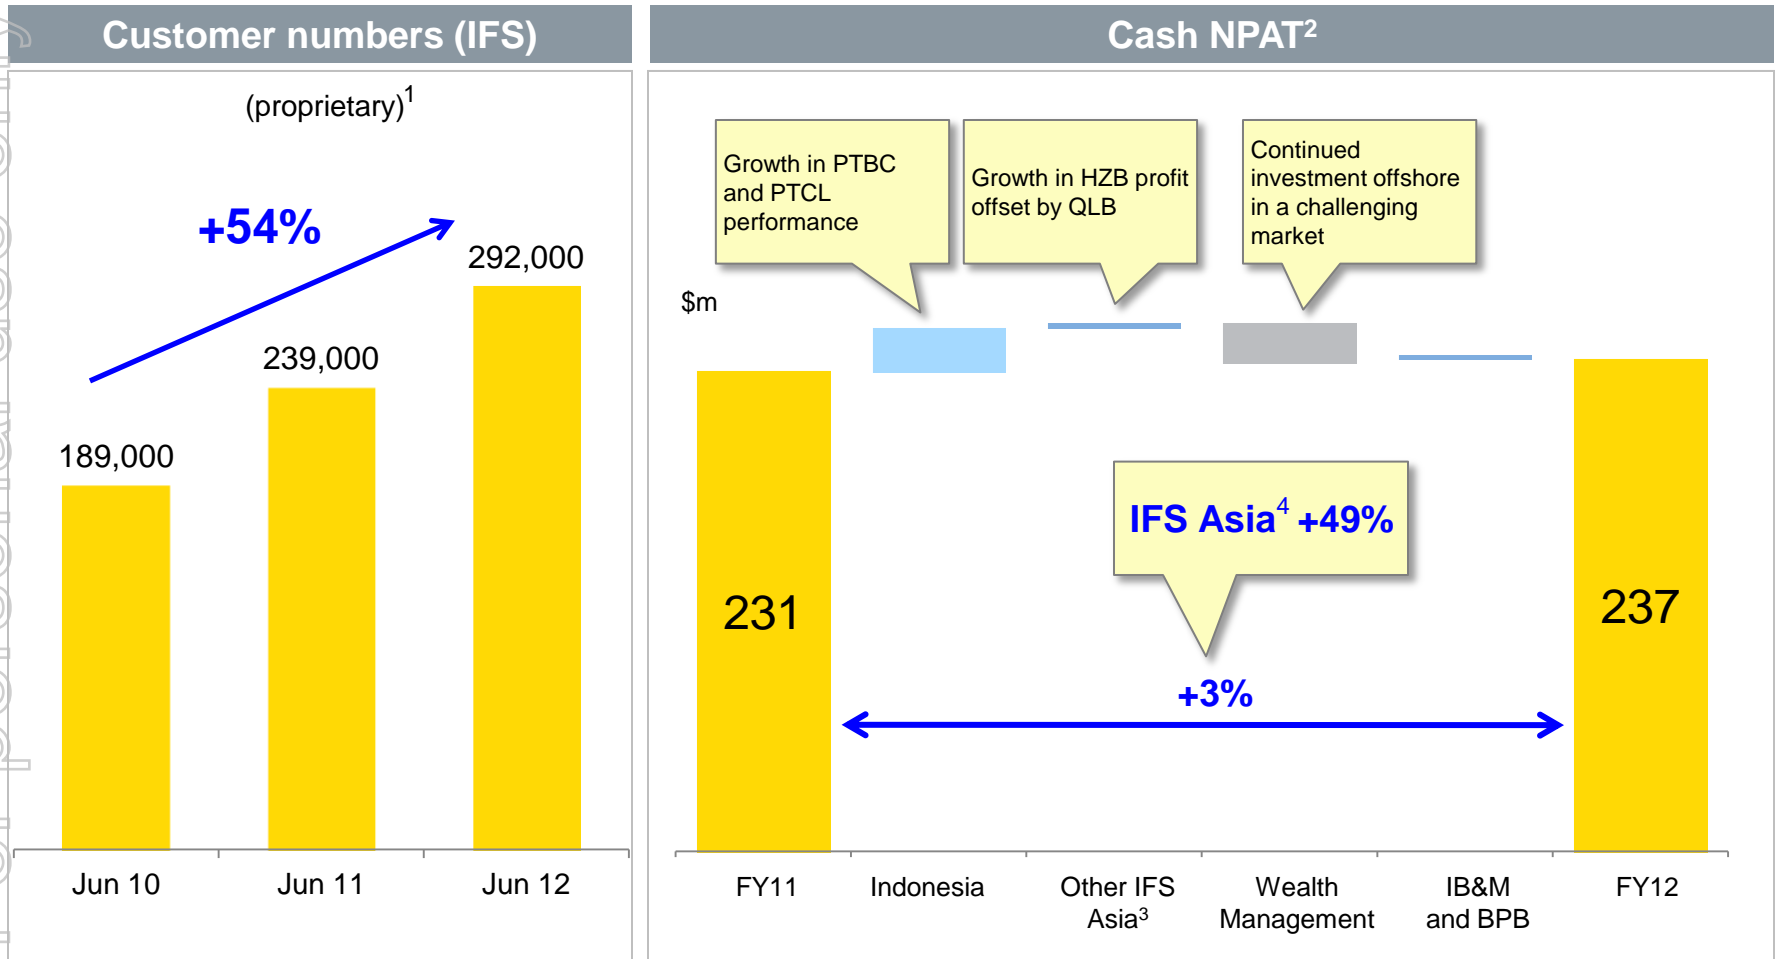 Customer numbers (IFS)
(proprietary)1
+54%
189,000
239,000
292,000
Jun 10
Jun 11
Jun 12
Cash NPAT2
Growth in PTBC
and PTCL
performance
Growth in HZB profit
offset by QLB
Continued
investment offshore
in a challenging
market
$m
IFS Asia4 +49%
231
237
+3%
FY11
Indonesia
Other IFS
Asia3
Wealth
Management
IB&M
and BPB
FY12